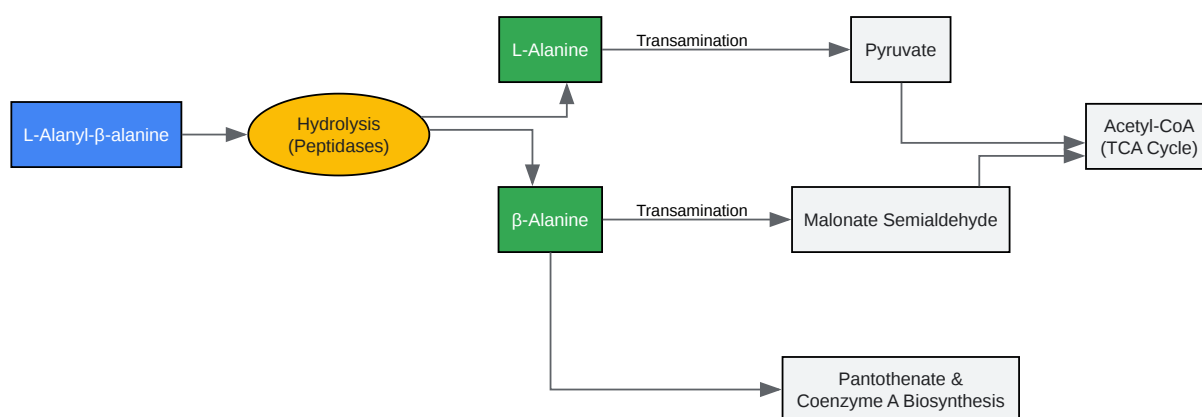 L-Alanyl-β-alanine
Hydrolysis
(Peptidases)
L-Alanine
Transamination
Pyruvate
Acetyl-CoA
(TCA Cycle)
β-Alanine
Transamination
Malonate Semialdehyde
Pantothenate &
Coenzyme A Biosynthesis